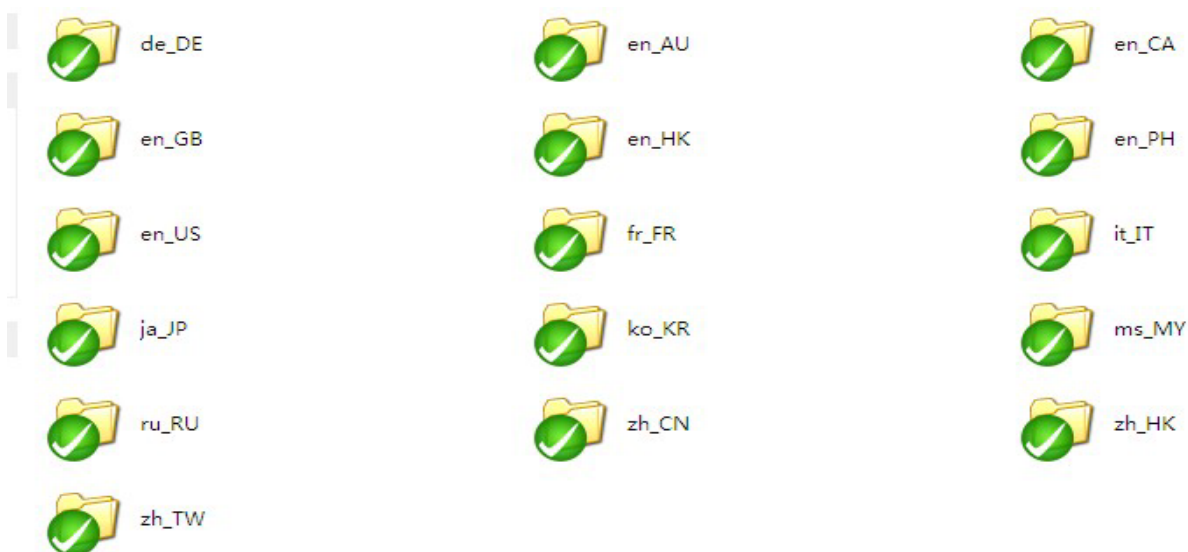 de_DE
en_AU
en_CA
en_GB
en_HK
en_PH
en_US
fr_FR
it_IT
ja_JP
ko_KR
ms_MY
ru_RU
zh_CN
zh_HK
zh_TW